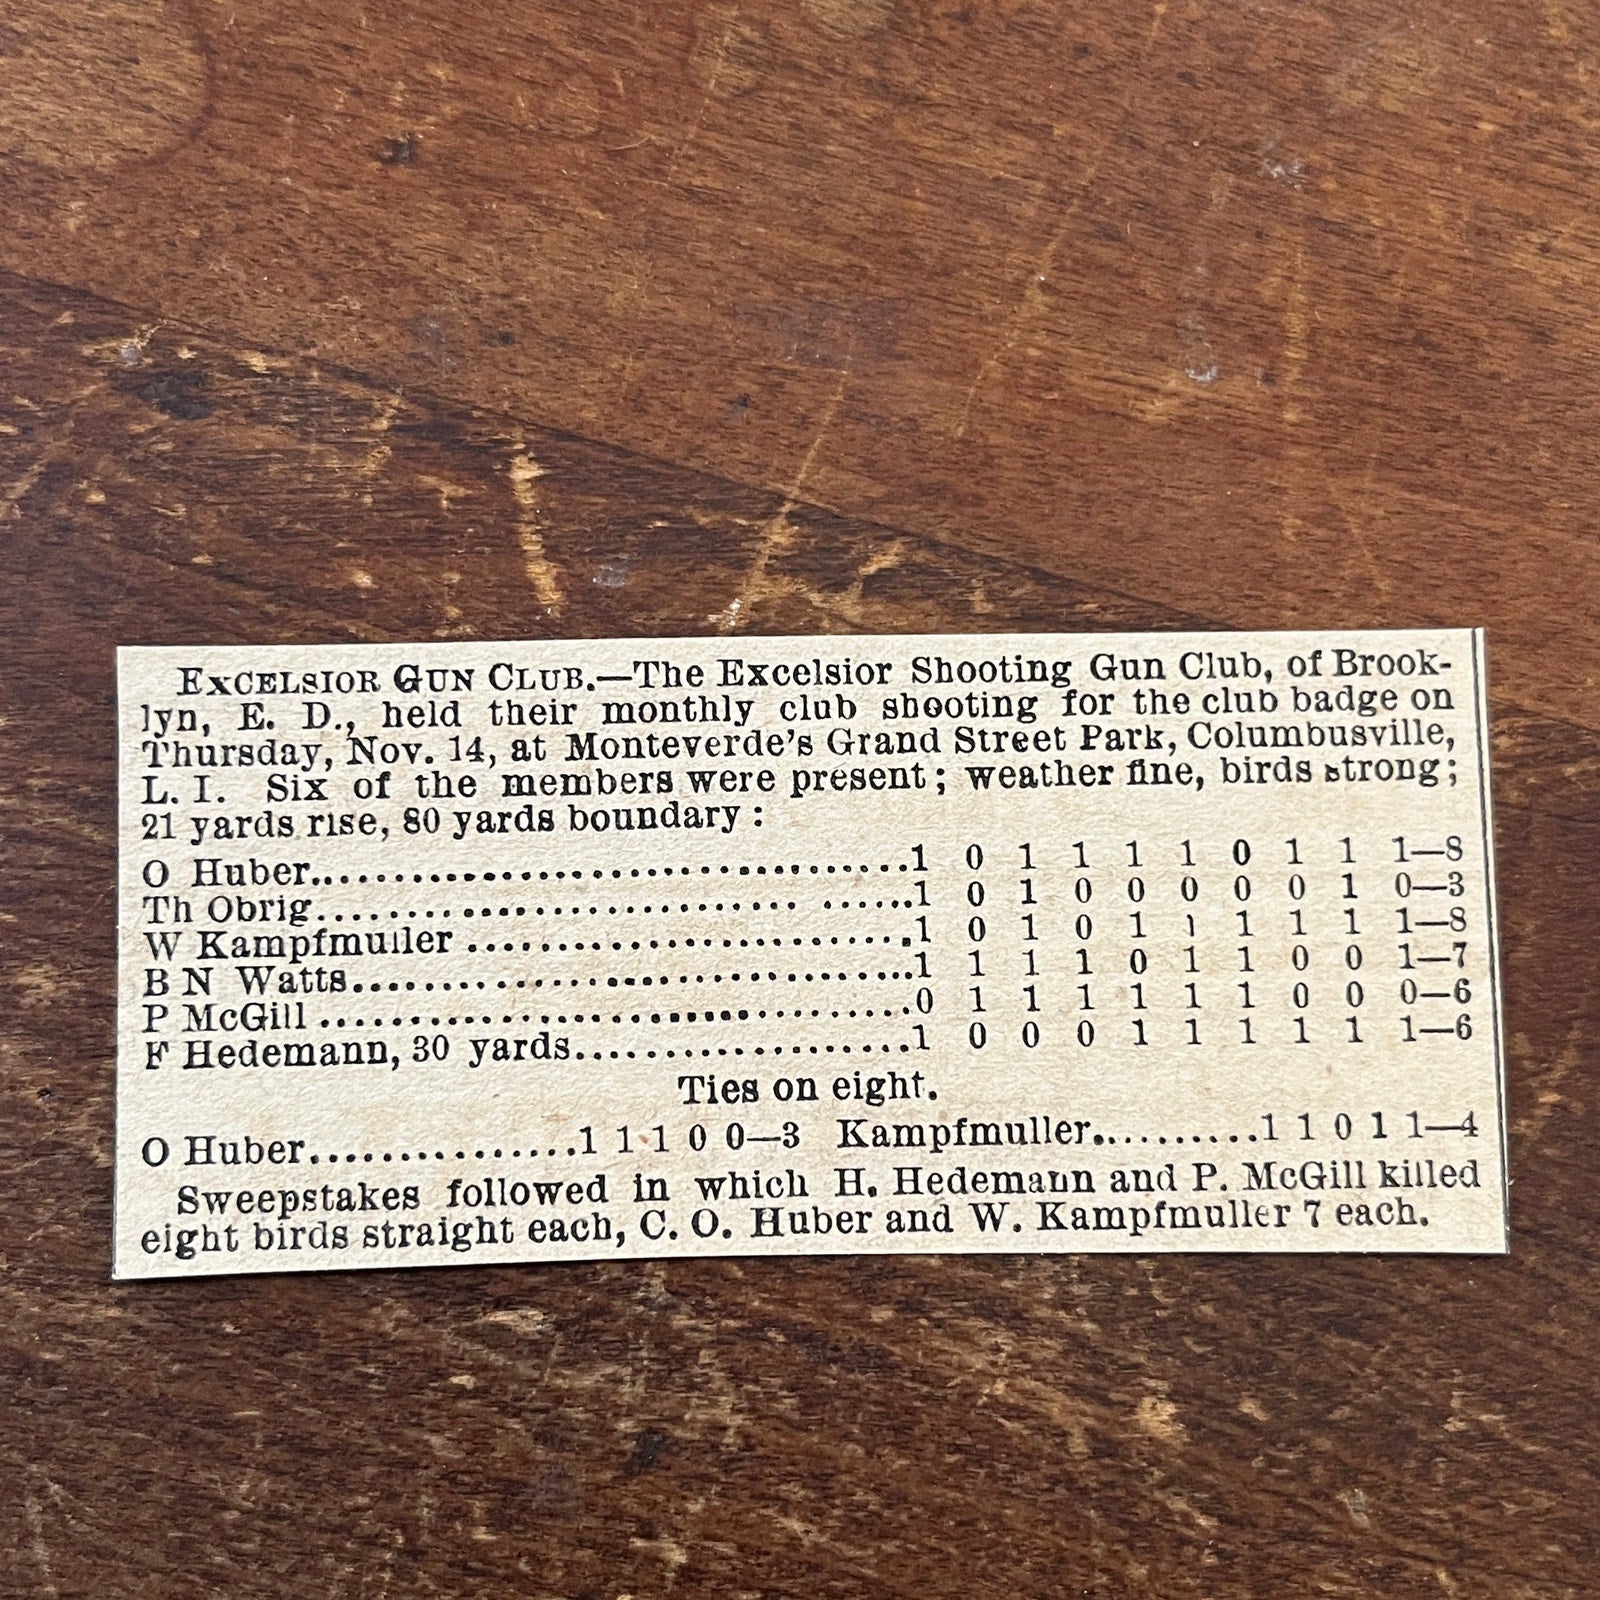 EXCELSIOR GUN CLUB.—The Excelsior Shooting Gun Club, of Brook-
lyn, E. D., held their monthly club shooting for the club badge on
Thursday, Nov. 14, at Monteverde's Grand Street Park, Columbusville,
L. I. Six of the members were present; weather fine, birds strong;
21 yards rise, 80 yards boundary:
O Huber..................................1 0 1 1 1 1 0 1 1 1—8
Th Obrig..................................1 0 1 0 0 0 0 0 1 0—3
W Kampfmuller ..........................1 0 1 0 1 1 1 1 1 1—8
B N Watts................................1 1 1 1 0 1 1 0 0 1—7
P McGill ..................................0 1 1 1 1 1 1 0 0 0—6
F Hedemann, 30 yards...................1 0 0 0 1 1 1 1 1 1—6
Ties on eight.
O Huber...............1 1 1 0 0—3 Kampfmuller..........1 1 0 1 1—4
Sweepstakes followed in which H. Hedemann and P. McGill killed
eight birds straight each, C. O. Huber and W. Kampfmuller 7 each.